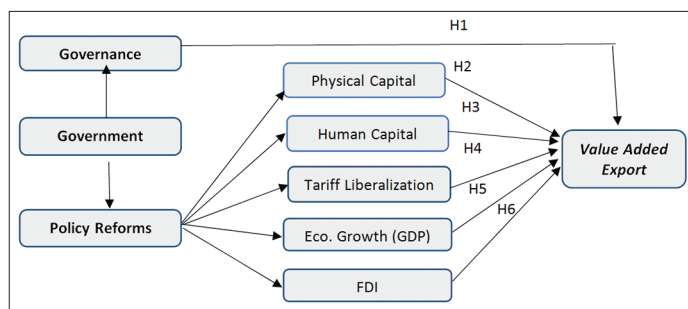 H1
Governance
H2
Physical Capital
H3
Government
Human Capital
H4
Value Added
Export
Tariff Liberalization
H5
H6
Policy Reforms
Eco. Growth (GDP)
FDI